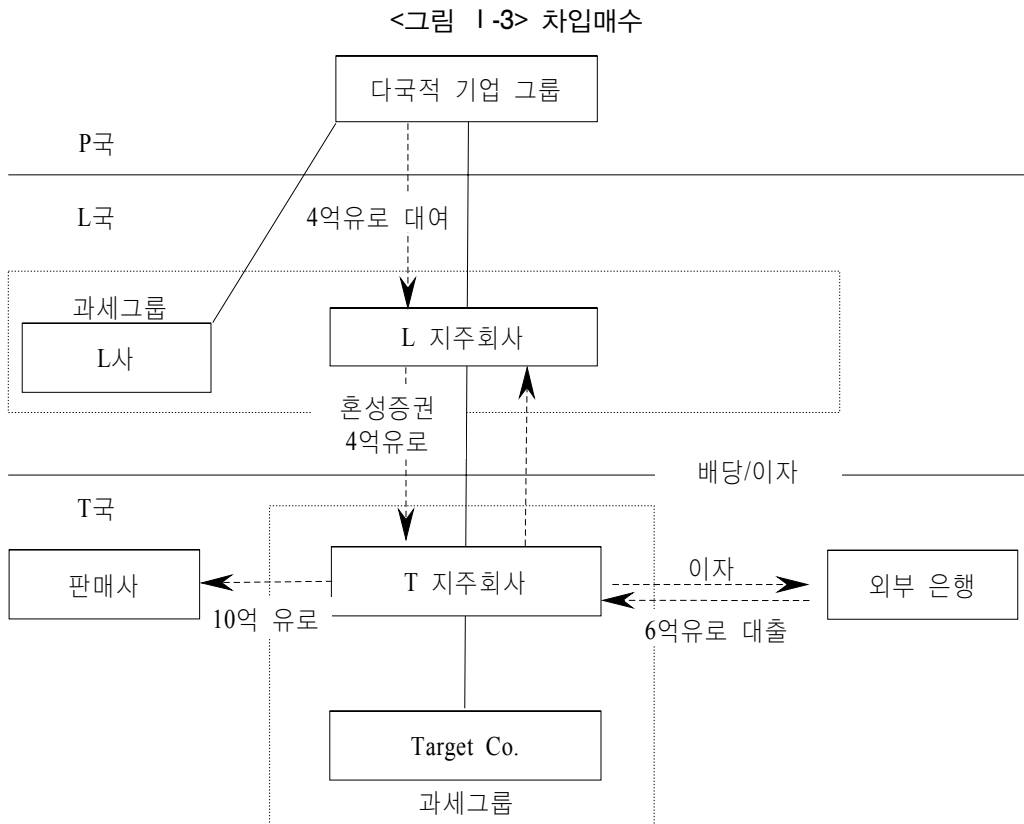 <그림 Ⅰ-3> 차입매수
다국적 기업 그룹
P국
L국
4억유로 대여
과세그룹
L사
L 지주회사
혼성증권
4억유로
배당/이자
T국
판매사
T 지주회사
이자
외부 은행
10억 유로
6억유로 대출
Target Co.
과세그룹